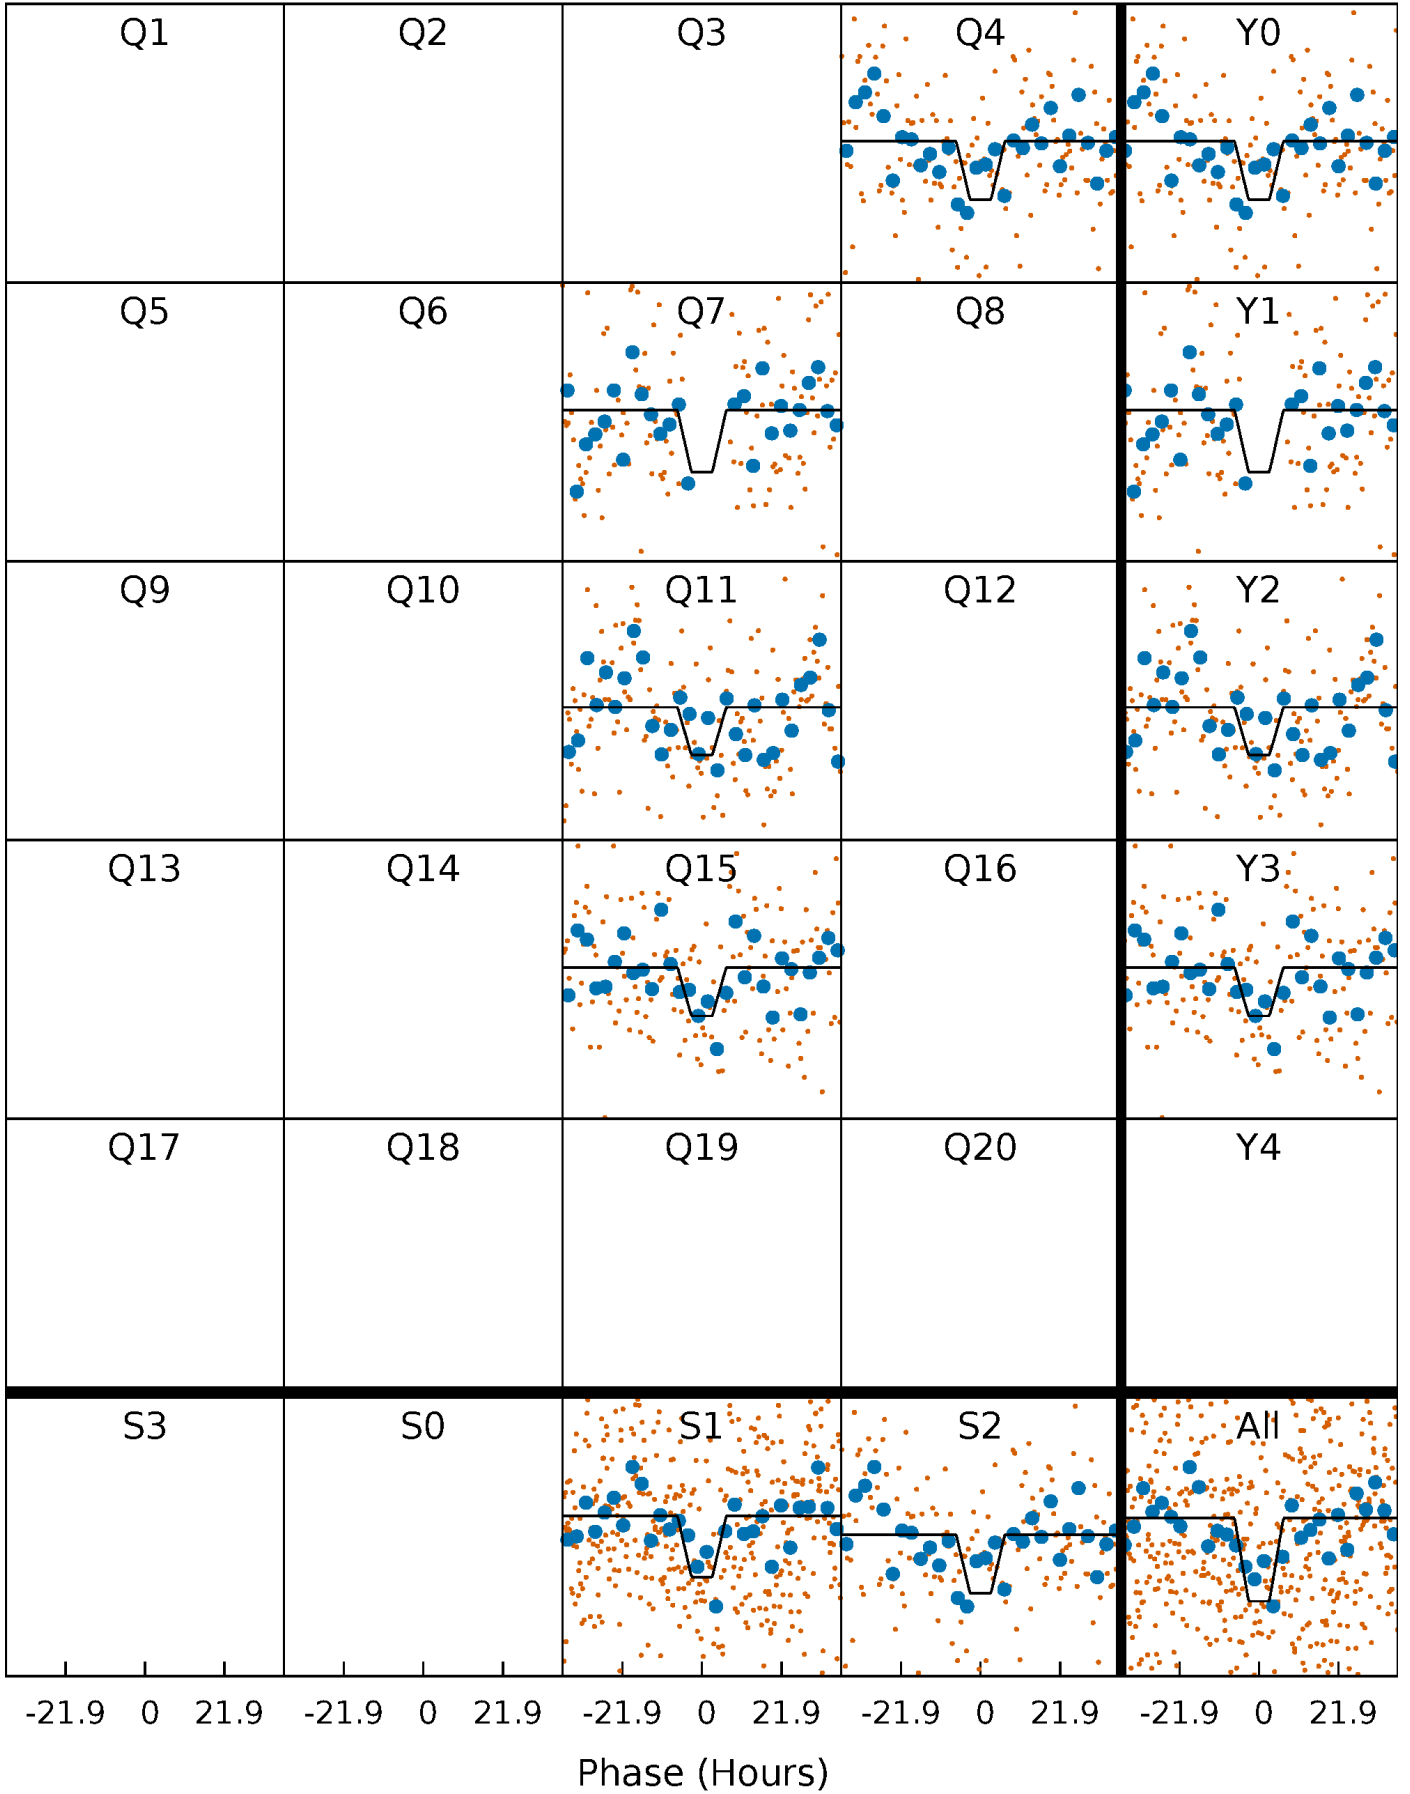 Q1 Q2 Q3 Q4 Y0
Q5 Q6 Q7 Q8 Y1
Q9 Q10 Q11 Q12 Y2
Q13 Q14 Q15 Q16 Y3
Q17 Q18 Q19 Q20 Y4
S3 S0 S1 S2 All
-21.9 0 21.9 -21.9 0 21.9 -21.9 0 21.9 -21.9 0 21.9 -21.9 0 21.9
Phase (Hours)